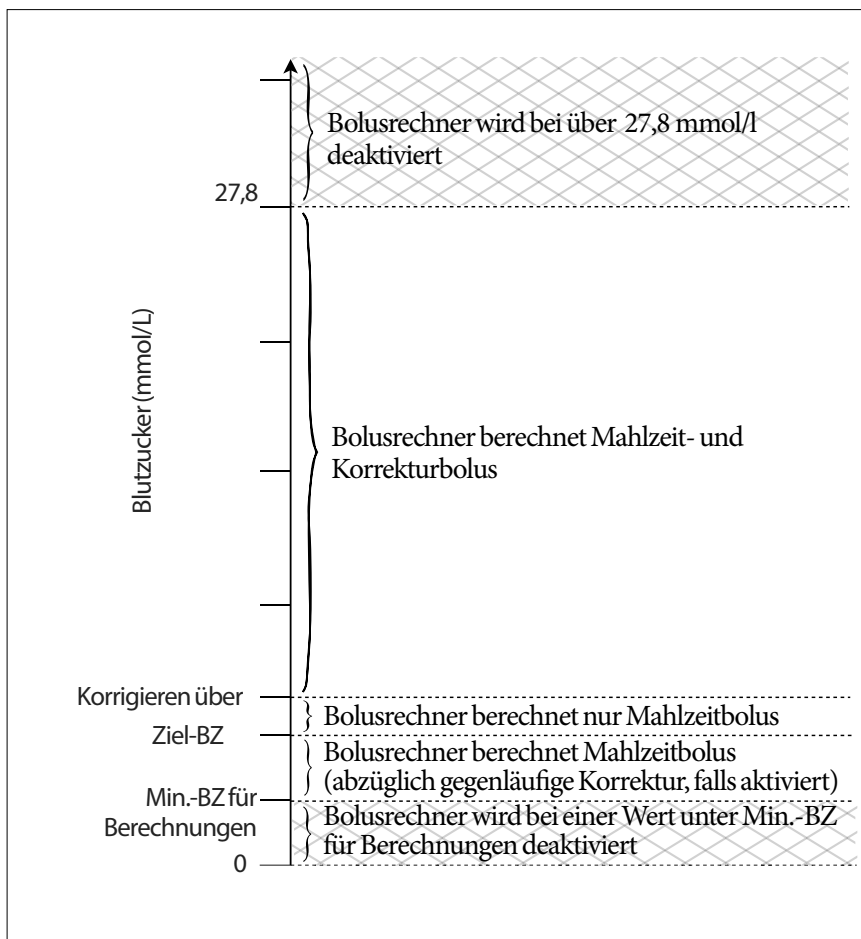 Bolusrechner wird bei über 27,8 mmol/l
deaktiviert
27,8
Blutzucker (mmol/L)
Bolusrechner berechnet Mahlzeit- und
Korrekturbolus
Korrigieren über
Bolusrechner berechnet nur Mahlzeitbolus
Ziel-BZ
Bolusrechner berechnet Mahlzeitbolus
(abzüglich gegenläufige Korrektur, falls aktiviert)
Min.-BZ für
Berechnungen
Bolusrechner wird bei einer Wert unter Min.-BZ
für Berechnungen deaktiviert
0